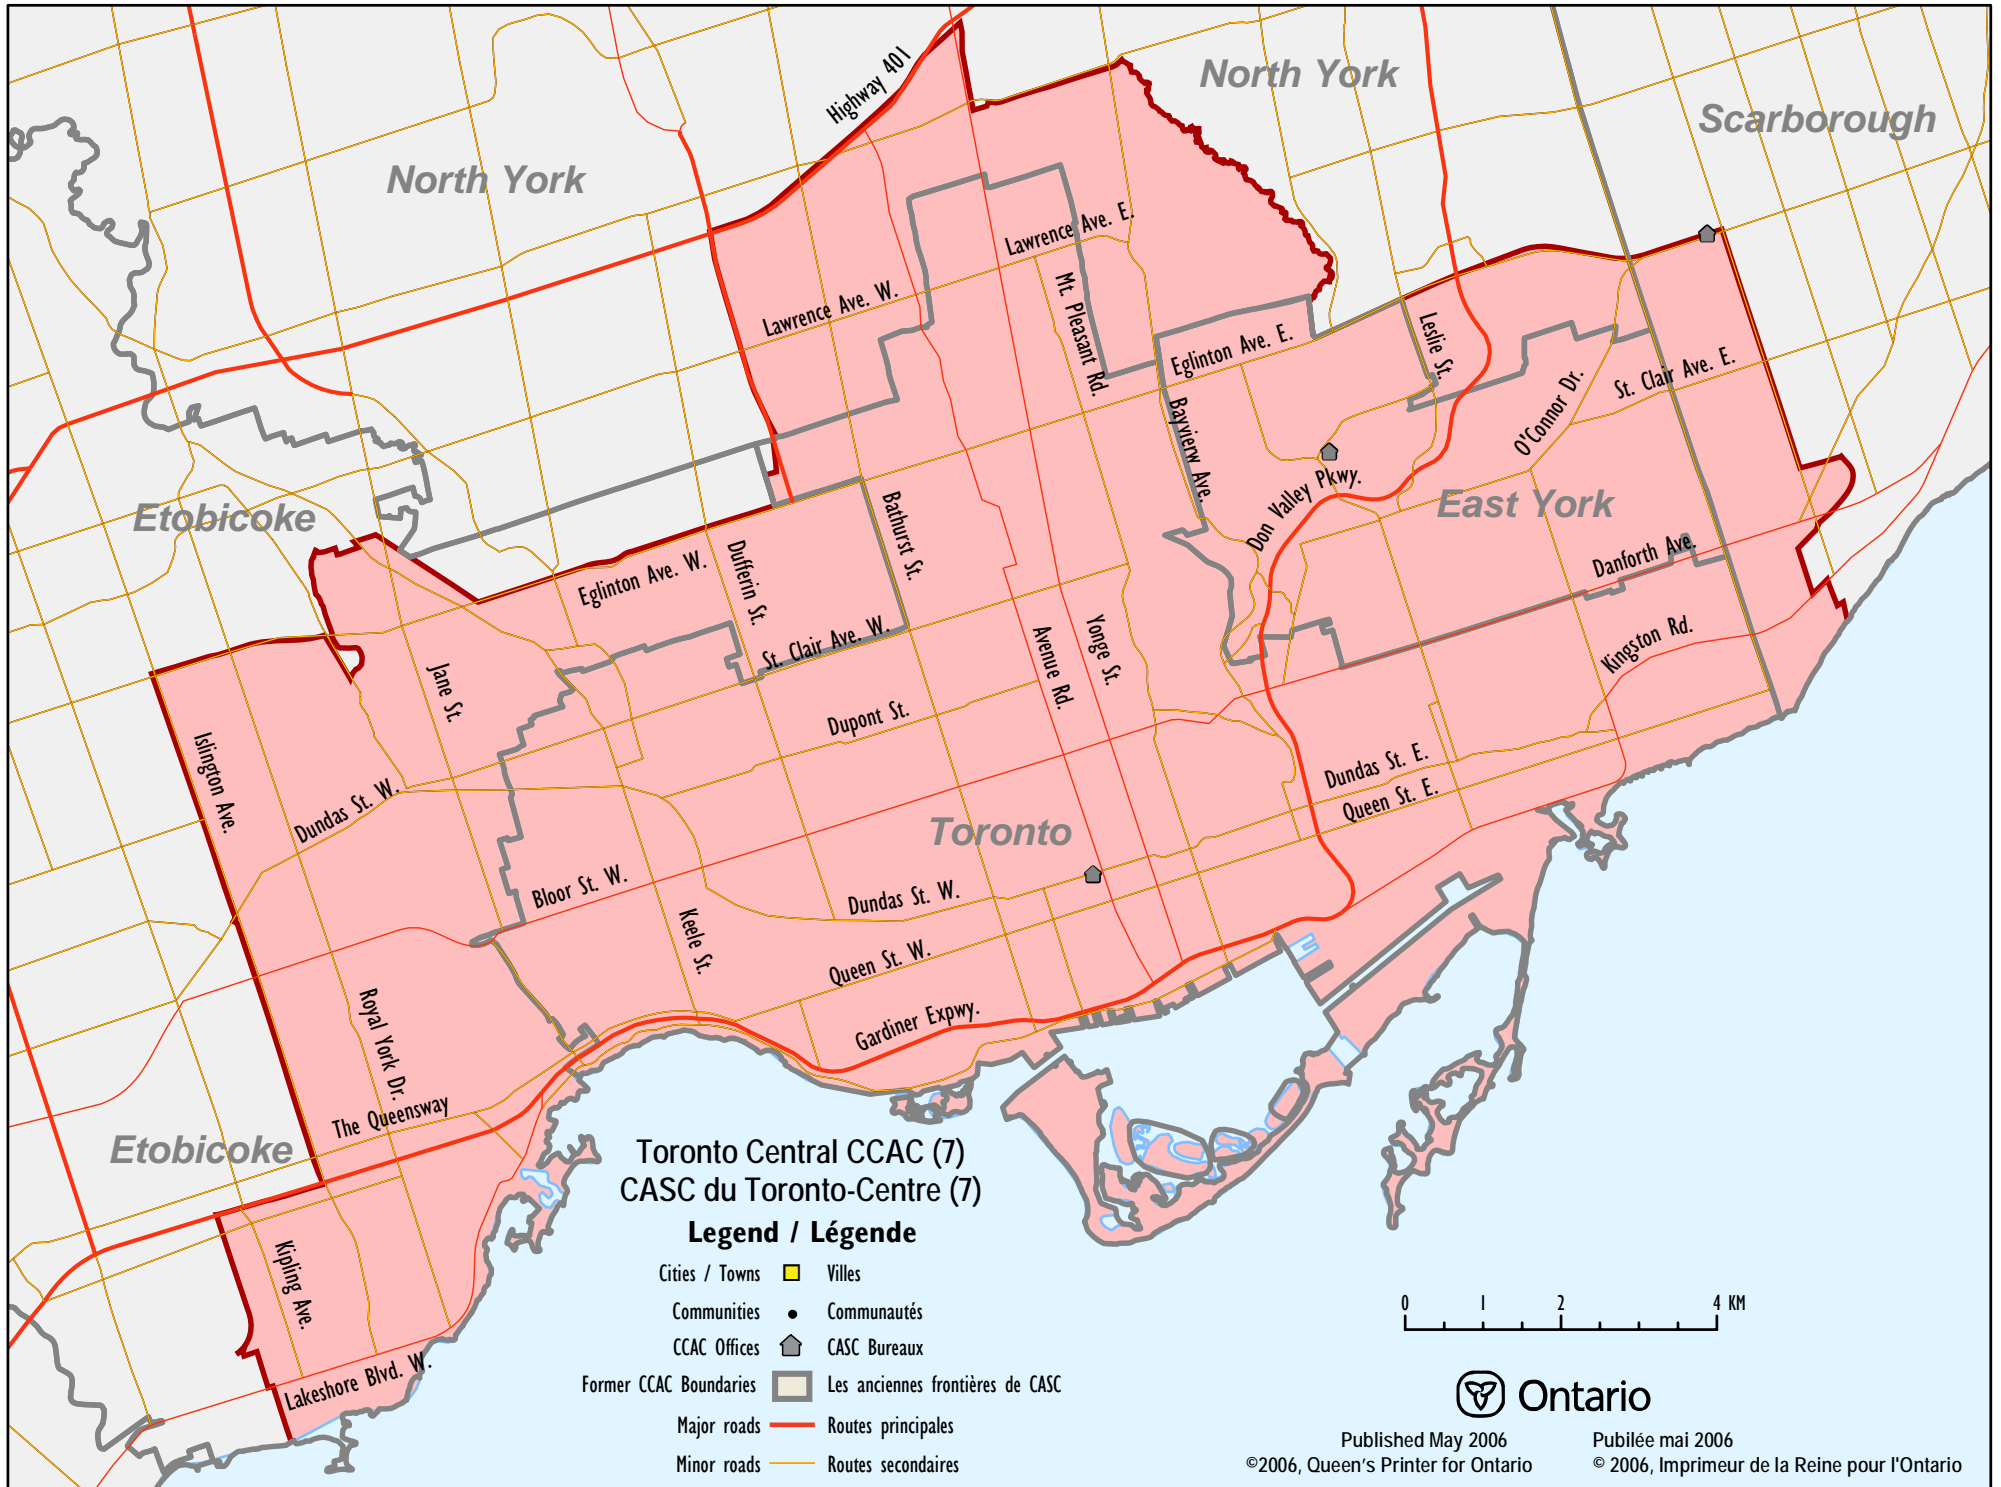 Highway 401
North York
Scarborough
North York
Lawrence Ave. E.
Lawrence Ave. W.
Mt. Pleasant Rd.
Eglinton Ave. E.
Leslie St.
St. Clair Ave. E.
O'Connor Dr.
Bayvierw Ave.
Don Valley Pkwy.
East York
Etobicoke
Bathurst St.
Eglinton Ave. W.
Dufferin St.
Danforth Ave.
St. Clair Ave. W.
Avenue Rd.
Yonge St.
Kingston Rd.
Jane St.
Dupont St.
Islington Ave.
Dundas St. W.
Dundas St. E.
Queen St. E.
Toronto
Bloor St. W.
Dundas St. W.
Keele St.
Queen St. W.
Royal York Dr.
Gardiner Expwy.
The Queensway
Etobicoke
Kipling Ave.
Lakeshore Blvd. W.
Toronto Central CCAC (7)
CASC du Toronto-Centre (7)
Legend / Légende
Cities / Towns Villes
Communities Communautés
CCAC Offices CASC Bureaux
Former CCAC Boundaries Les anciennes frontières de CASC
Major roads Routes principales
Minor roads Routes secondaires
0 1 2 4 KM
Ontario
Published May 2006
©2006, Queen's Printer for Ontario
Pubilée mai 2006
© 2006, Imprimeur de la Reine pour l'Ontario